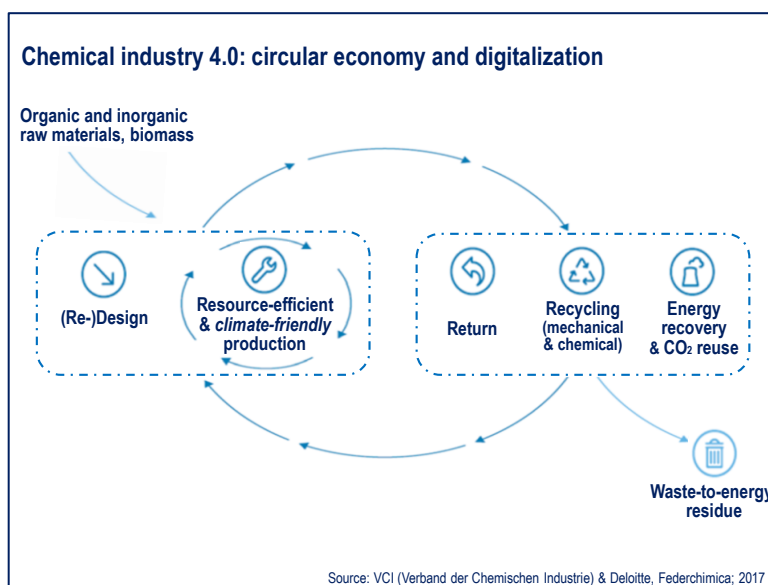 Chemical industry 4.0: circular economy and digitalization
Organic and inorganic
raw materials, biomass
(Re-)Design
Resource-efficient
& climate-friendly
production
Return
Recycling
(mechanical
& chemical)
Energy
recovery
& CO₂ reuse
Waste-to-energy
residue
Source: VCI (Verband der Chemischen Industrie) & Deloitte, Federchimica; 2017